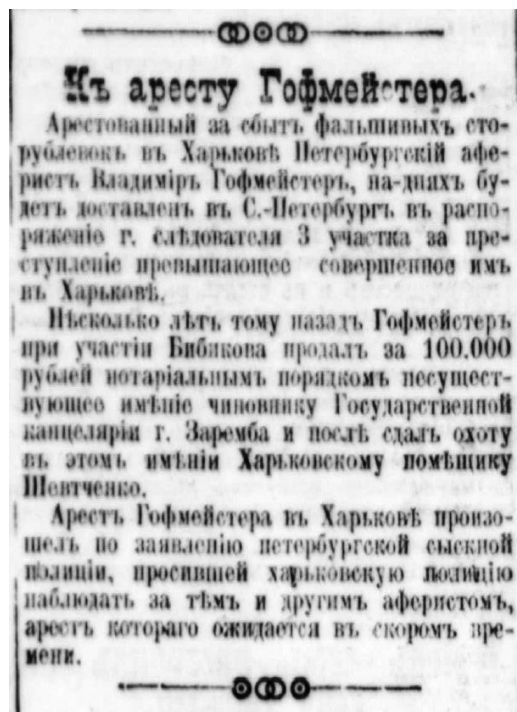 Къ аресту Гофмейстера.
Арестованный за сбытъ фальшивыхъ сто-
рублевокъ въ Харьковѣ Петербургскій афе-
ристъ Владиміръ Гофмейстеръ, на-дняхъ бу-
детъ доставленъ въ С.-Петербургъ въ распо-
ряженіе г. слѣдователя 3 участка за пре-
ступленіе превышающее совершенное имъ
въ Харьковѣ.
Нѣсколько лѣтъ тому назадъ Гофмейстеръ
при участіи Бибикова продалъ за 100.000
рублей нотаріальнымъ порядкомъ несущест-
вующее имѣніе чиновнику Государственной
канцеляріи г. Заремба и послѣ сдалъ охоту
въ этомъ имѣніи Харьковскому помѣщику
Шевтченко.
Арестъ Гофмейстера въ Харьковѣ произо-
шелъ по заявленію петербургской сыскной
полиціи, просившей харьковскую полицію
наблюдать за тѣмъ и другимъ аферистомъ,
арестъ котораго ожидается въ скоромъ вре-
мени.